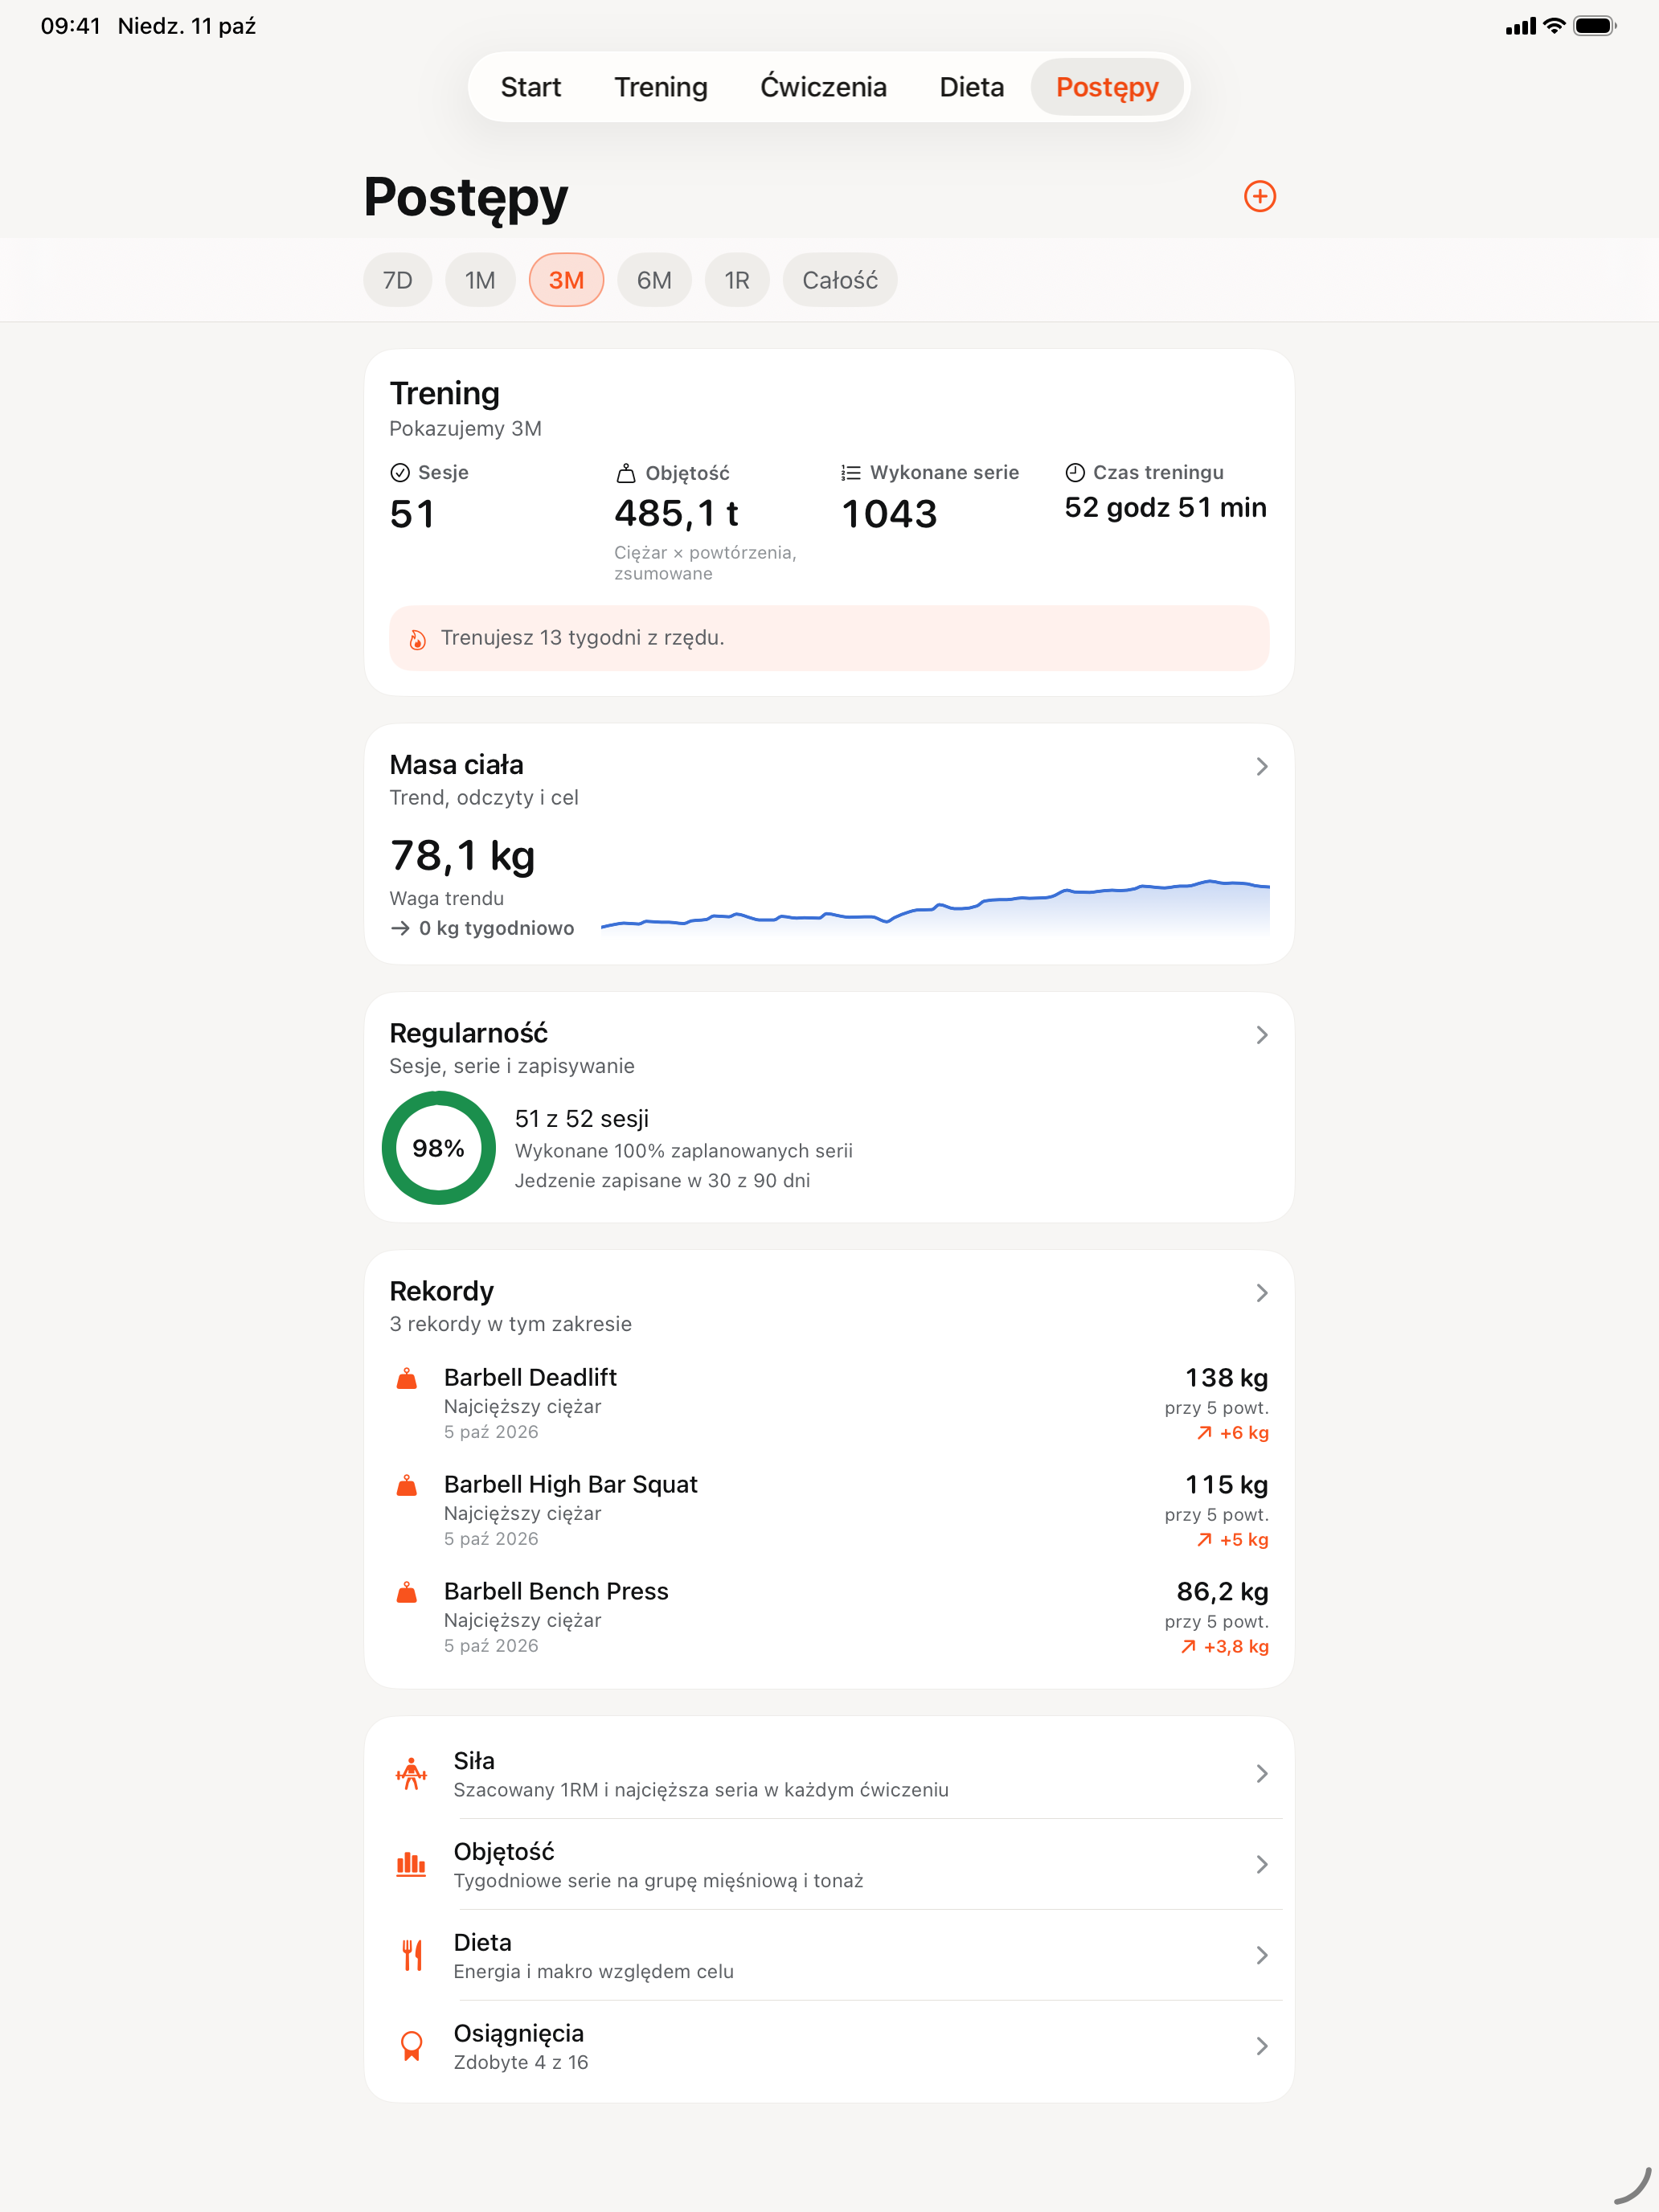 09:41 Niedz. 11 paź
Start Trening Ćwiczenia Dieta Postępy
Postępy
7D 1M 3M 6M 1R Całość
Trening
Pokazujemy 3M
Sesje
51
Objętość
485,1 t
Ciężar × powtórzenia,
zsumowane
Wykonane serie
1043
Czas treningu
52 godz 51 min
Trenujesz 13 tygodni z rzędu.
Masa ciała
Trend, odczyty i cel
78,1 kg
Waga trendu
→ 0 kg tygodniowo
Regularność
Sesje, serie i zapisywanie
98%
51 z 52 sesji
Wykonane 100% zaplanowanych serii
Jedzenie zapisane w 30 z 90 dni
Rekordy
3 rekordy w tym zakresie
Barbell Deadlift
Najcięższy ciężar
5 paź 2026
138 kg
przy 5 powt.
+6 kg
Barbell High Bar Squat
Najcięższy ciężar
5 paź 2026
115 kg
przy 5 powt.
+5 kg
Barbell Bench Press
Najcięższy ciężar
5 paź 2026
86,2 kg
przy 5 powt.
+3,8 kg
Siła
Szacowany 1RM i najcięższa seria w każdym ćwiczeniu
Objętość
Tygodniowe serie na grupę mięśniową i tonaż
Dieta
Energia i makro względem celu
Osiągnięcia
Zdobyte 4 z 16